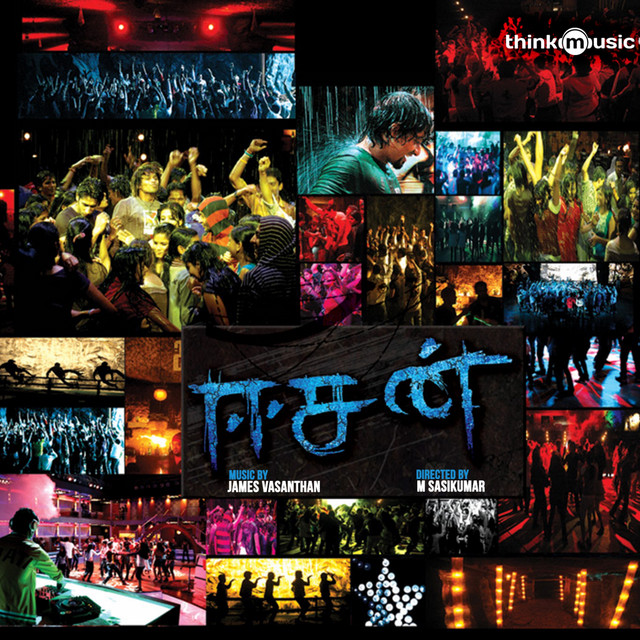 thinkmusic
ஈசன்
MUSIC BY
JAMES VASANTHAN
DIRECTED BY
M SASIKUMAR